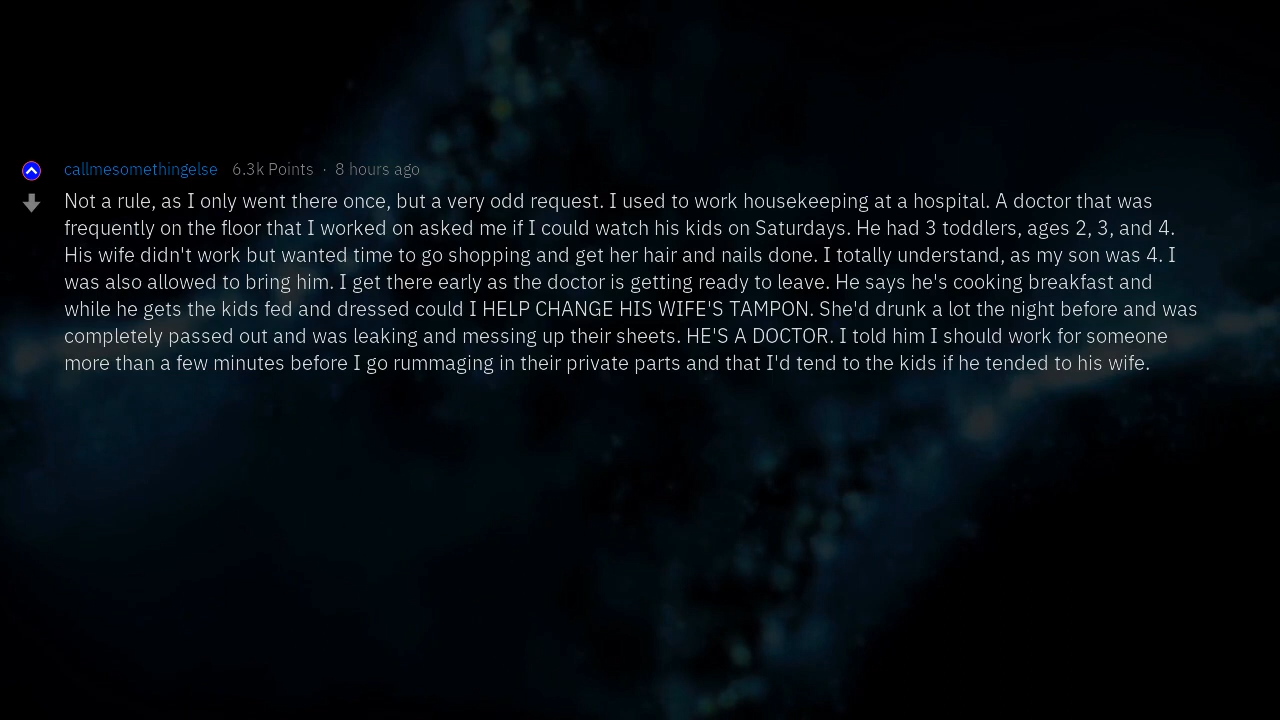 callmesomethingelse 6.3k Points · 8 hours ago
Not a rule, as I only went there once, but a very odd request. I used to work housekeeping at a hospital. A doctor that was
frequently on the floor that I worked on asked me if I could watch his kids on Saturdays. He had 3 toddlers, ages 2, 3, and 4.
His wife didn't work but wanted time to go shopping and get her hair and nails done. I totally understand, as my son was 4. I
was also allowed to bring him. I get there early as the doctor is getting ready to leave. He says he's cooking breakfast and
while he gets the kids fed and dressed could I HELP CHANGE HIS WIFE'S TAMPON. She'd drunk a lot the night before and was
completely passed out and was leaking and messing up their sheets. HE'S A DOCTOR. I told him I should work for someone
more than a few minutes before I go rummaging in their private parts and that I'd tend to the kids if he tended to his wife.